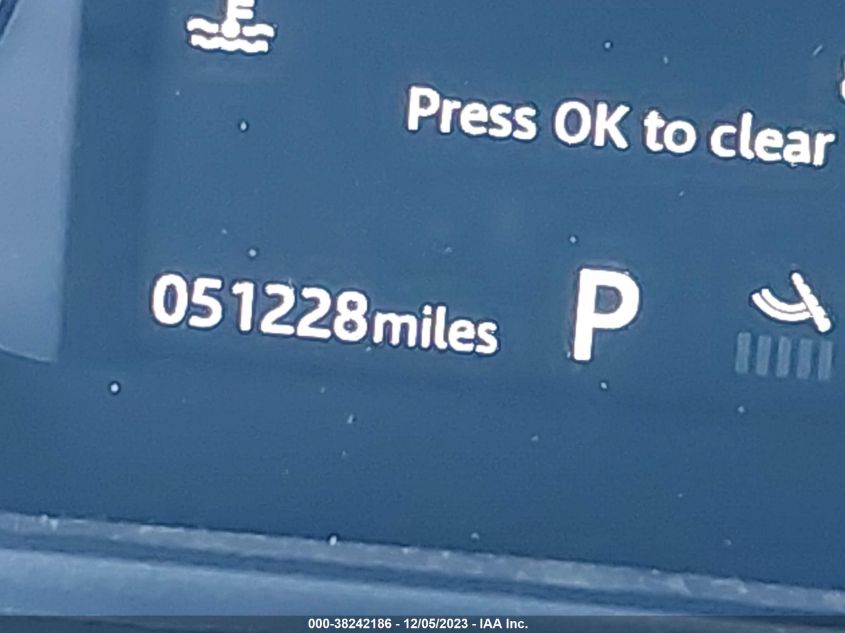 Press OK to clear
051228miles P
000-38242186 - 12/05/2023 - IAA Inc.